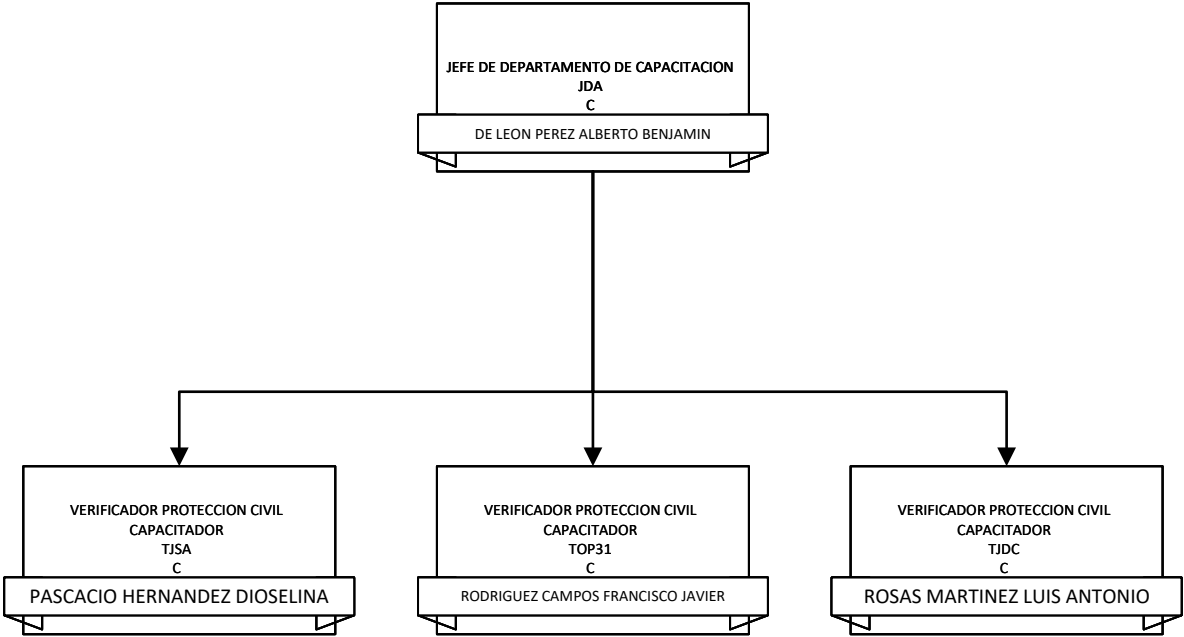 JEFE DE DEPARTAMENTO DE CAPACITACION
JDA
C
DE LEON PEREZ ALBERTO BENJAMIN
VERIFICADOR PROTECCION CIVIL
CAPACITADOR
TJSA
C
PASCACIO HERNANDEZ DIOSELINA
VERIFICADOR PROTECCION CIVIL
CAPACITADOR
TOP31
C
RODRIGUEZ CAMPOS FRANCISCO JAVIER
VERIFICADOR PROTECCION CIVIL
CAPACITADOR
TJDC
C
ROSAS MARTINEZ LUIS ANTONIO